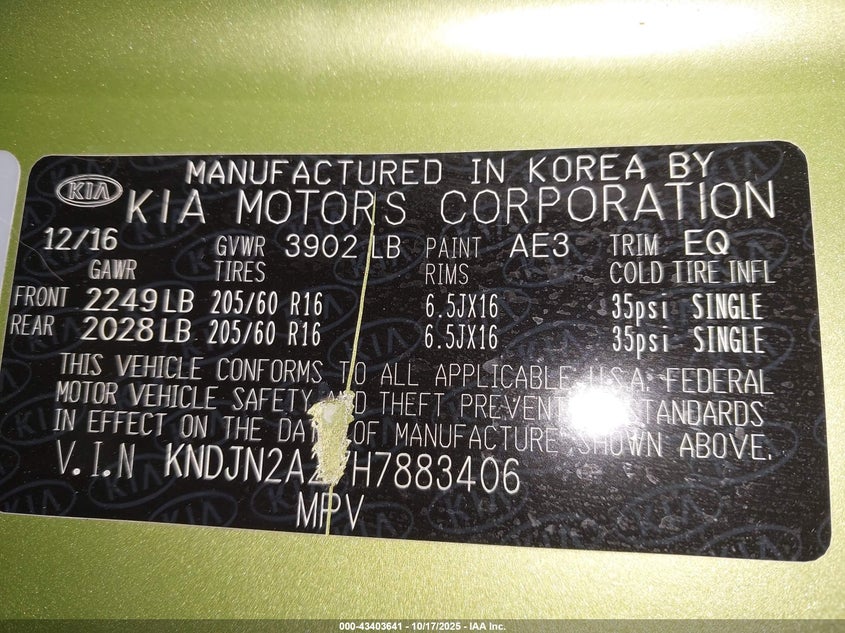 MANUFACTURED IN KOREA BY
KIA KIA MOTORS CORPORATION
12/16 GVWR 3902 LB PAINT AE3 TRIM EQ
GAWR TIRES RIMS COLD TIRE INFL
FRONT 2249 LB 205/60 R16 6.5JX16 35psi SINGLE
REAR 2028 LB 205/60 R16 6.5JX16 35psi SINGLE
THIS VEHICLE CONFORMS TO ALL APPLICABLE U.S.A. FEDERAL
MOTOR VEHICLE SAFETY AND THEFT PREVENTION STANDARDS
IN EFFECT ON THE DATE OF MANUFACTURE SHOWN ABOVE.
V.I.N
MPV
000-43403641 - 10/17/2025 - IAA Inc.